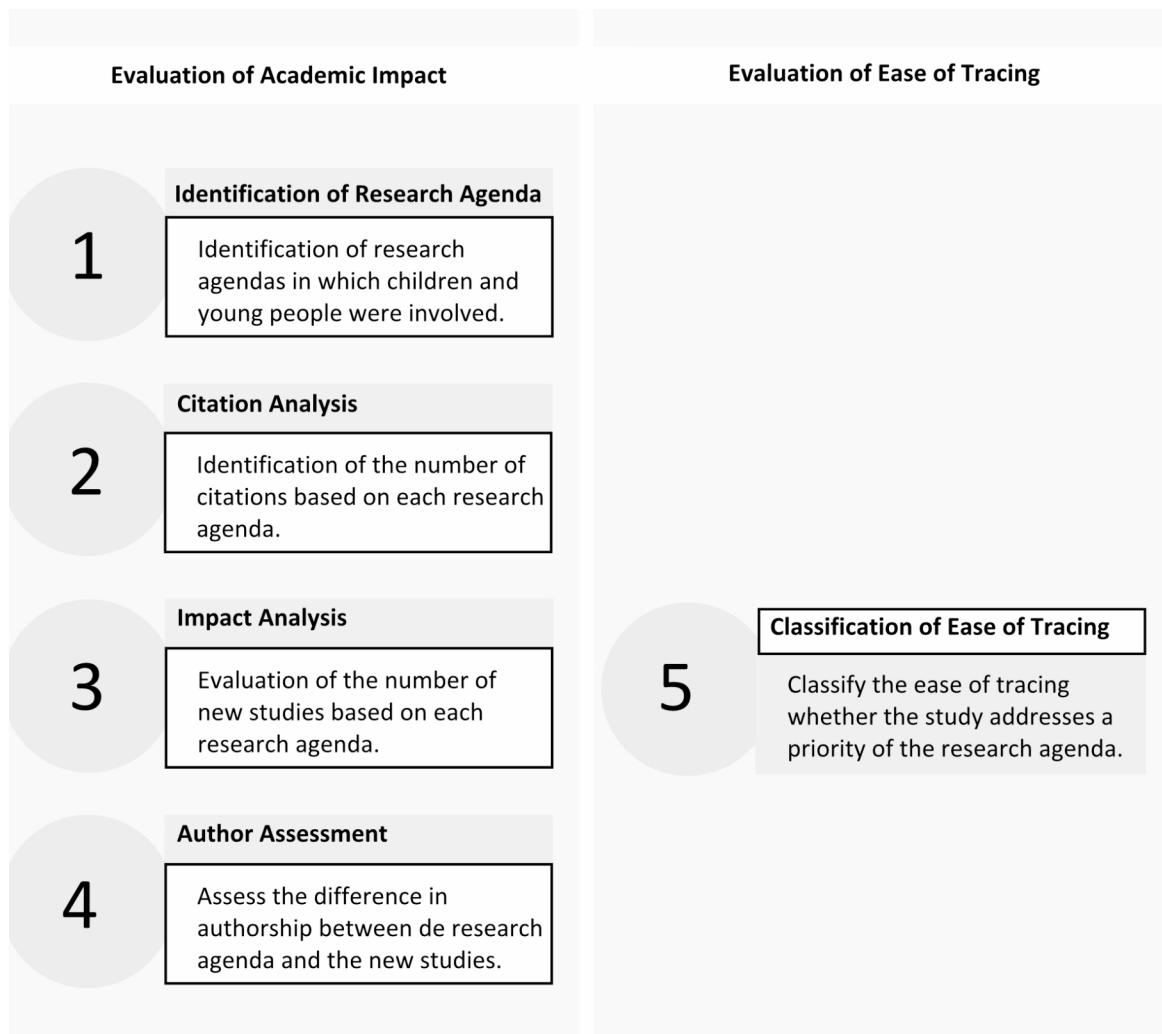 Evaluation of Academic Impact
1
Identification of Research Agenda
Identification of research
agendas in which children and
young people were involved.
2
Citation Analysis
Identification of the number of
citations based on each research
agenda.
3
Impact Analysis
Evaluation of the number of
new studies based on each
research agenda.
4
Author Assessment
Assess the difference in
authorship between de research
agenda and the new studies.
Evaluation of Ease of Tracing
5
Classification of Ease of Tracing
Classify the ease of tracing
whether the study addresses a
priority of the research agenda.